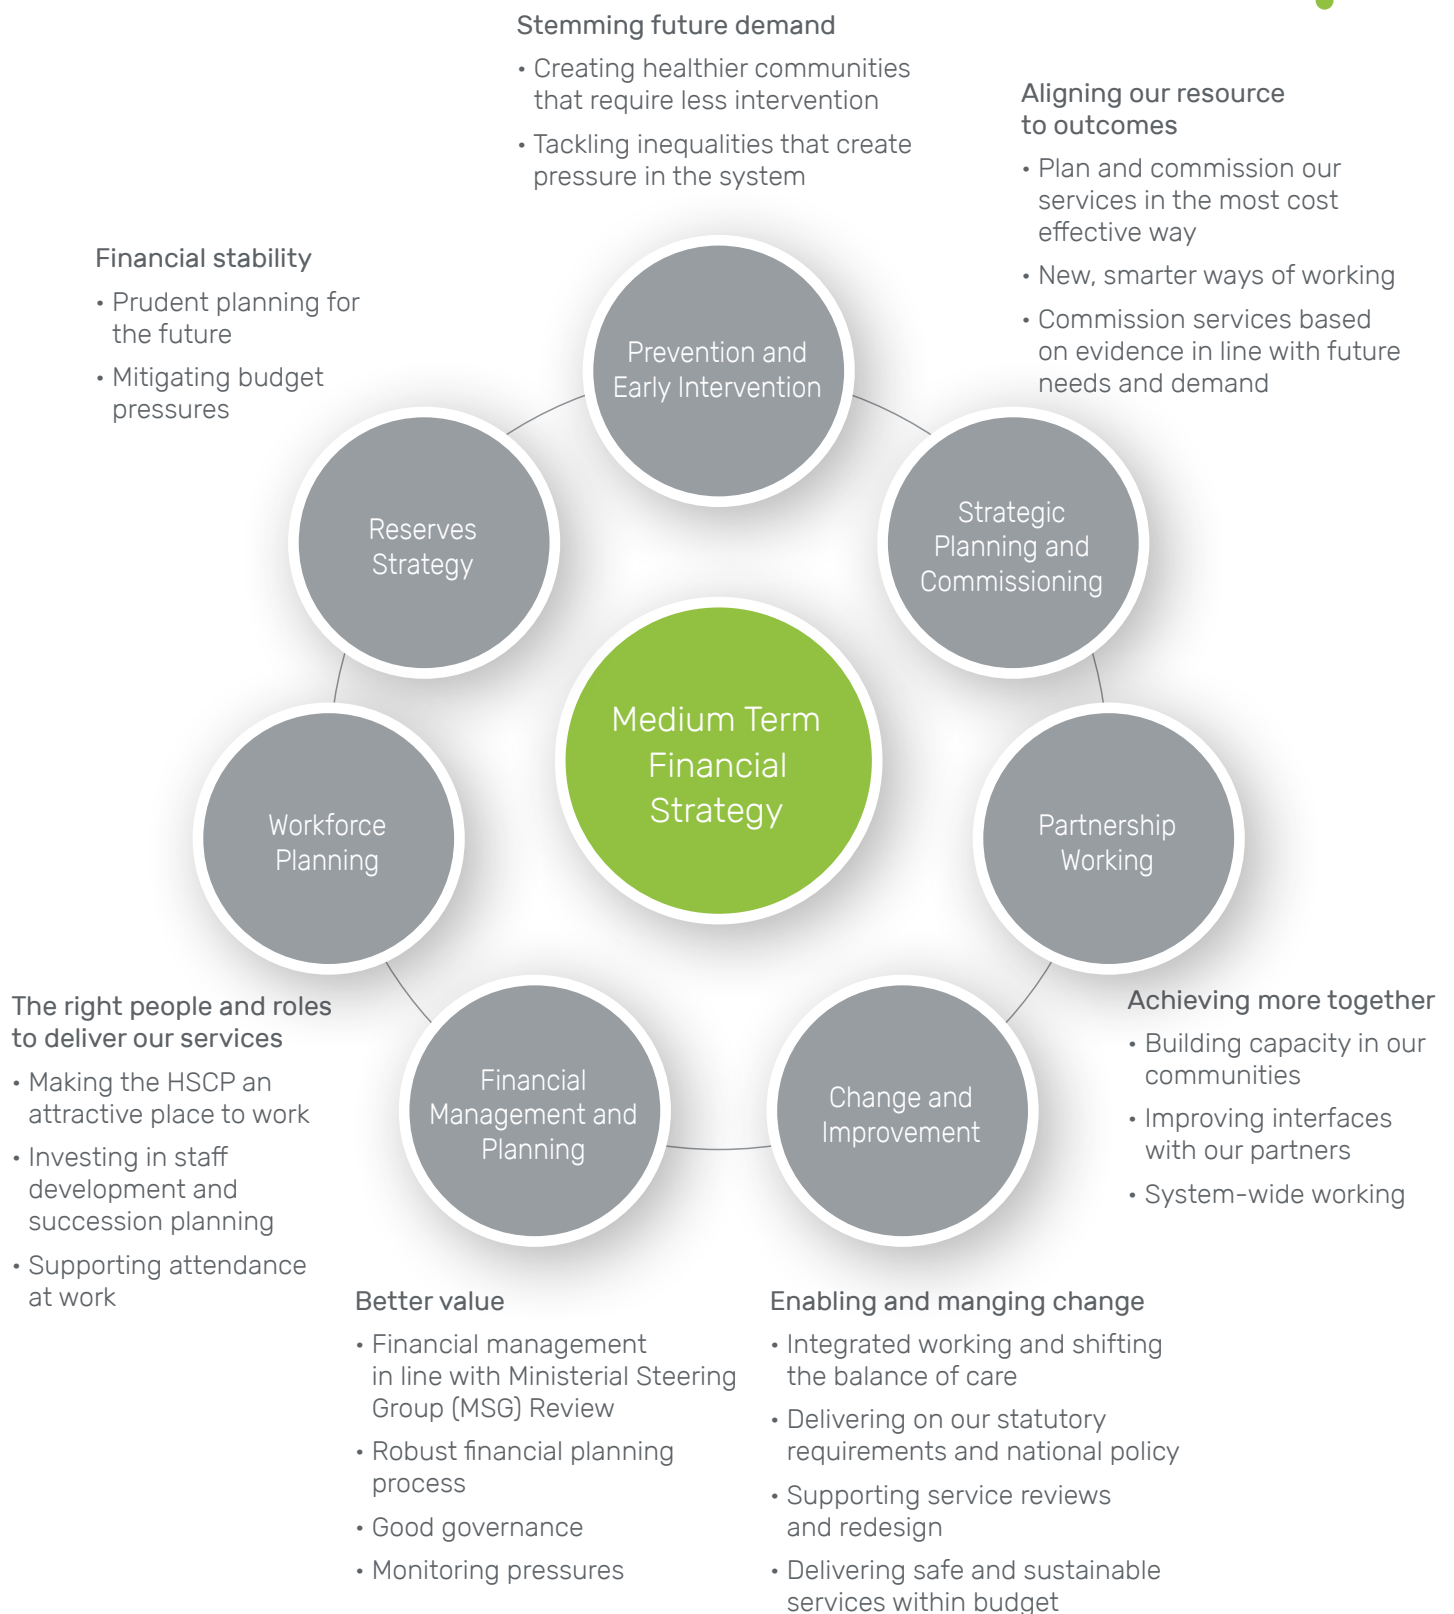 Stemming future demand
• Creating healthier communities
that require less intervention
• Tackling inequalities that create
pressure in the system
Aligning our resource
to outcomes
• Plan and commission our
services in the most cost
effective way
• New, smarter ways of working
• Commission services based
on evidence in line with future
needs and demand
Financial stability
• Prudent planning for
the future
• Mitigating budget
pressures
Prevention and
Early Intervention
Reserves
Strategy
Strategic
Planning and
Commissioning
Medium Term
Financial
Strategy
Workforce
Planning
Partnership
Working
Financial
Management and
Planning
Change and
Improvement
The right people and roles
to deliver our services
• Making the HSCP an
attractive place to work
• Investing in staff
development and
succession planning
• Supporting attendance
at work
Achieving more together
• Building capacity in our
communities
• Improving interfaces
with our partners
• System-wide working
Better value
• Financial management
in line with Ministerial Steering
Group (MSG) Review
• Robust financial planning
process
• Good governance
• Monitoring pressures
Enabling and manging change
• Integrated working and shifting
the balance of care
• Delivering on our statutory
requirements and national policy
• Supporting service reviews
and redesign
• Delivering safe and sustainable
services within budget